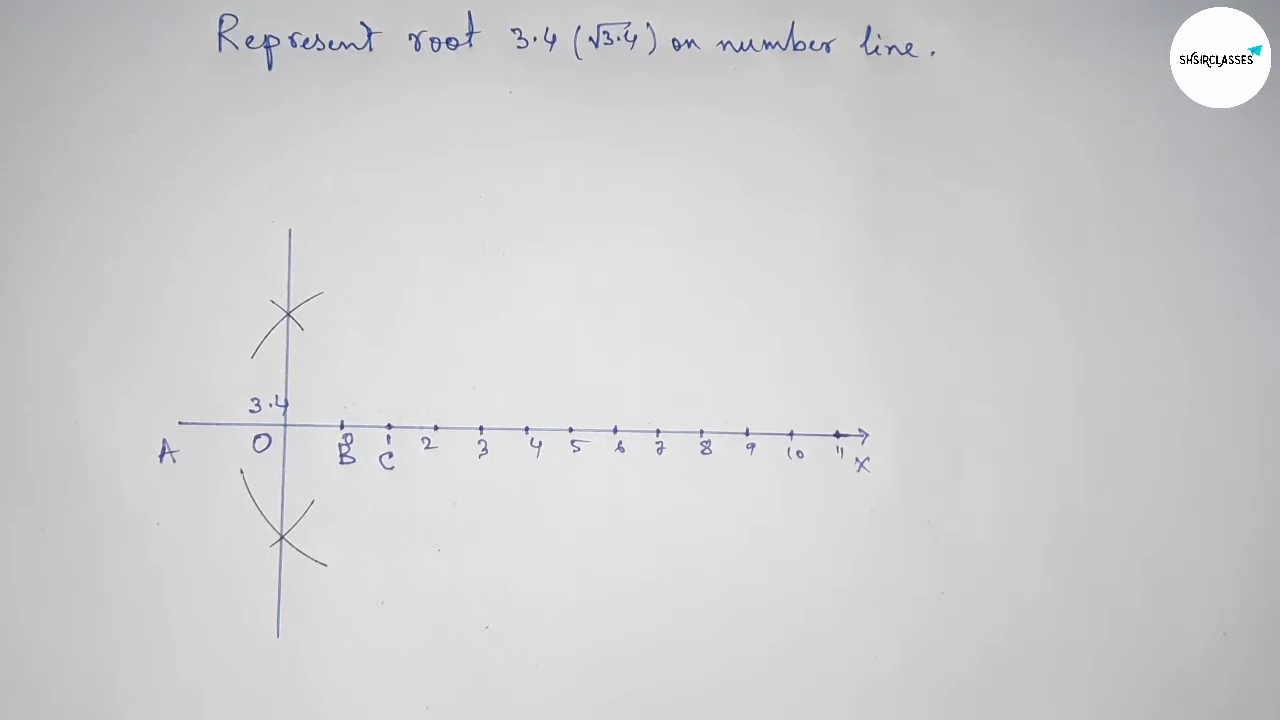 Represent root 3.4 (√3.4) on number line.
SHSIRCLASSES
3.4
A O B C X
0 1 2 3 4 5 6 7 8 9 10 11